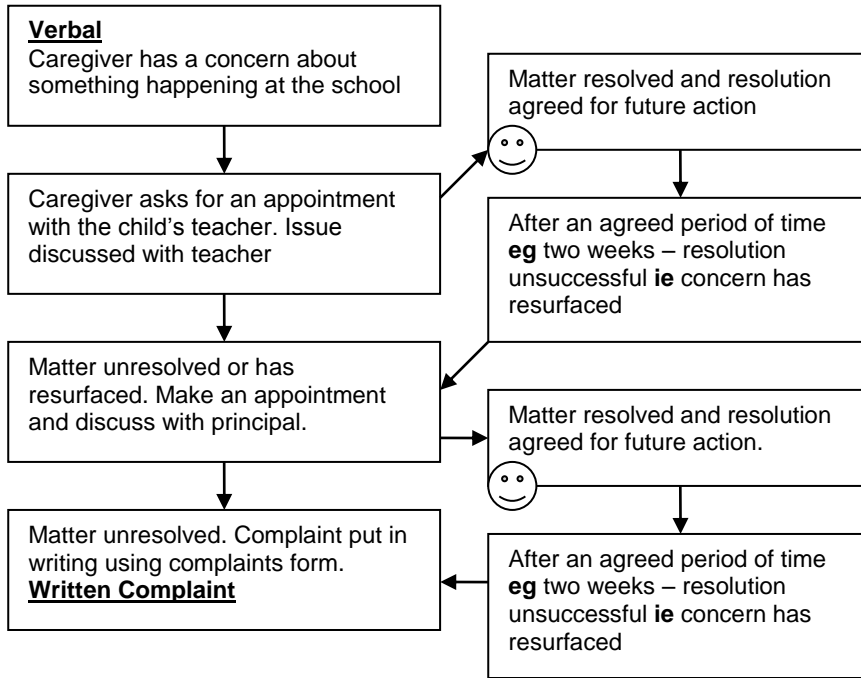 Verbal
Caregiver has a concern about
something happening at the school
Matter resolved and resolution
agreed for future action
Caregiver asks for an appointment
with the child’s teacher. Issue
discussed with teacher
After an agreed period of time
eg two weeks – resolution
unsuccessful ie concern has
resurfaced
Matter unresolved or has
resurfaced. Make an appointment
and discuss with principal.
Matter resolved and resolution
agreed for future action.
Matter unresolved. Complaint put in
writing using complaints form.
Written Complaint
After an agreed period of time
eg two weeks – resolution
unsuccessful ie concern has
resurfaced